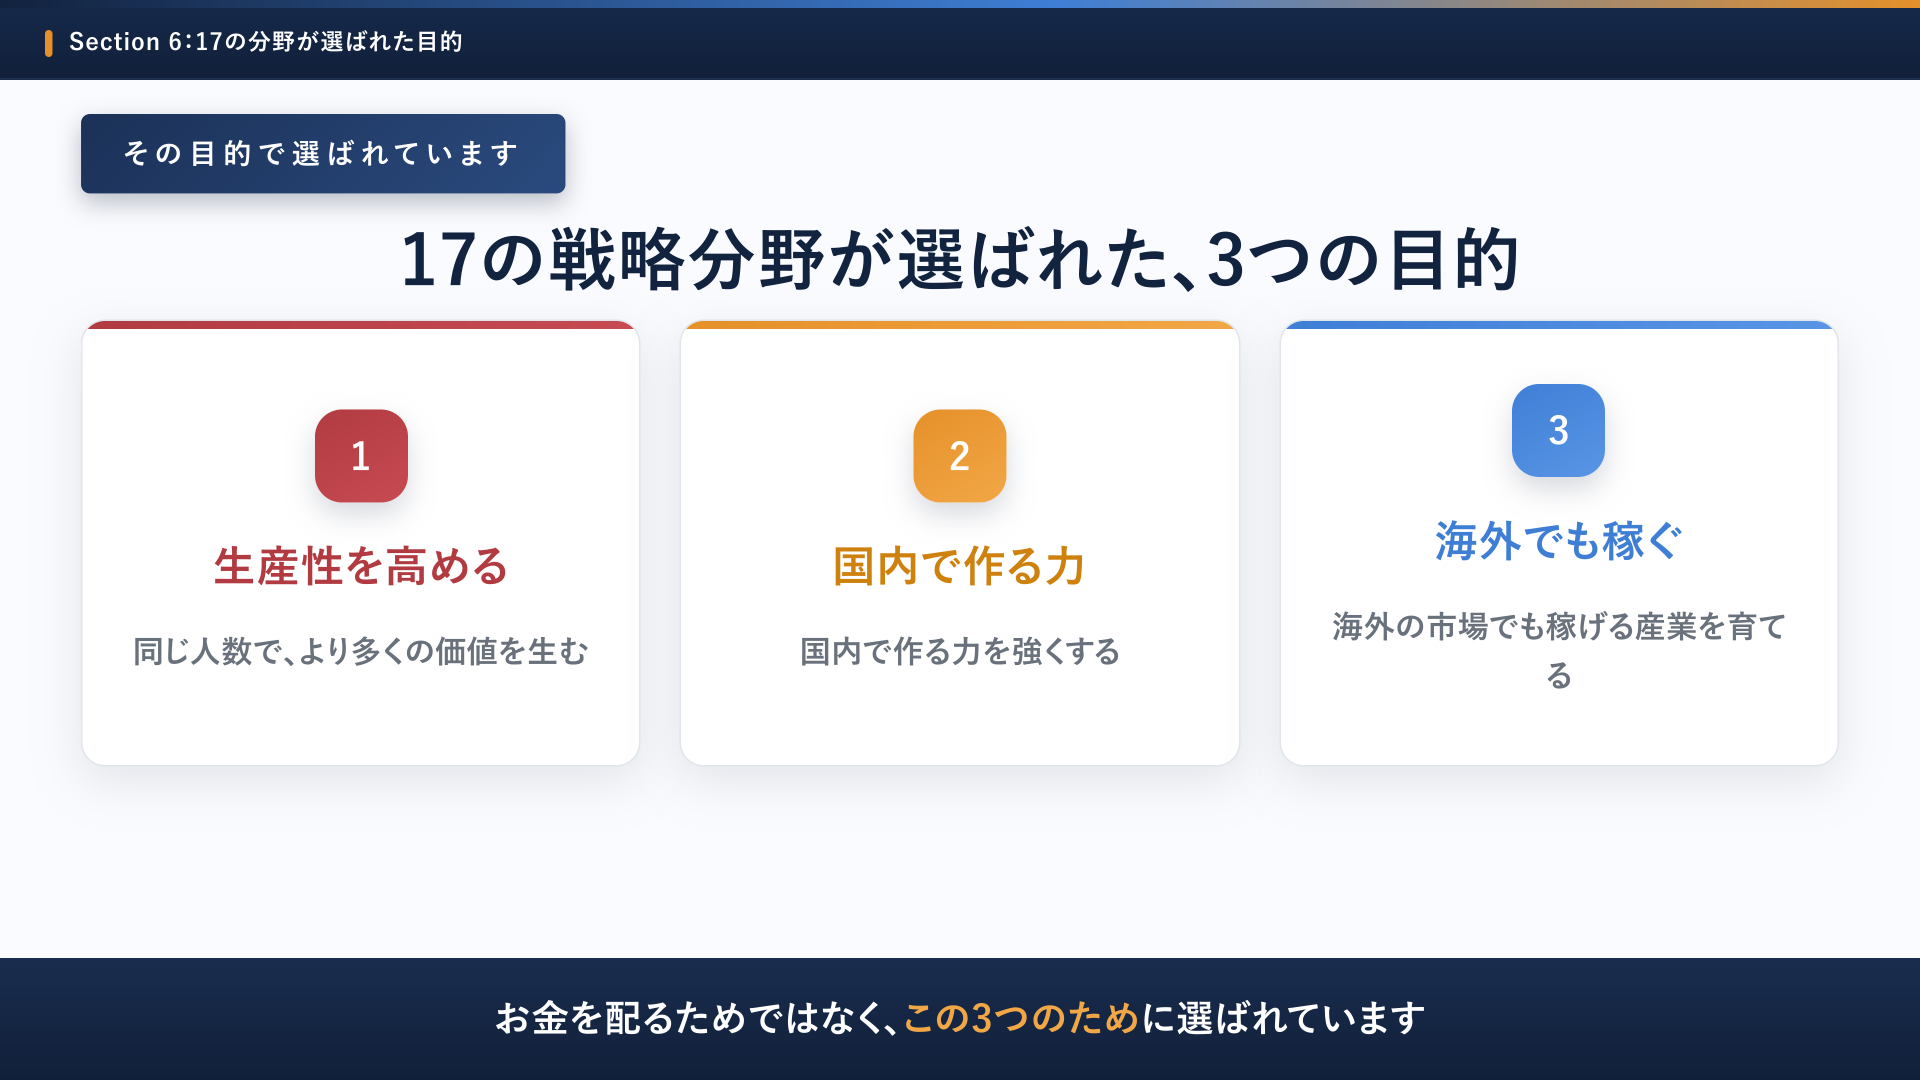 Section 6：17の分野が選ばれた目的
その目的で選ばれています
17の戦略分野が選ばれた、3つの目的
1
生産性を高める
同じ人数で、より多くの価値を生む
2
国内で作る力
国内で作る力を強くする
3
海外でも稼ぐ
海外の市場でも稼げる産業を育て
る
お金を配るためではなく、この3つのために選ばれています